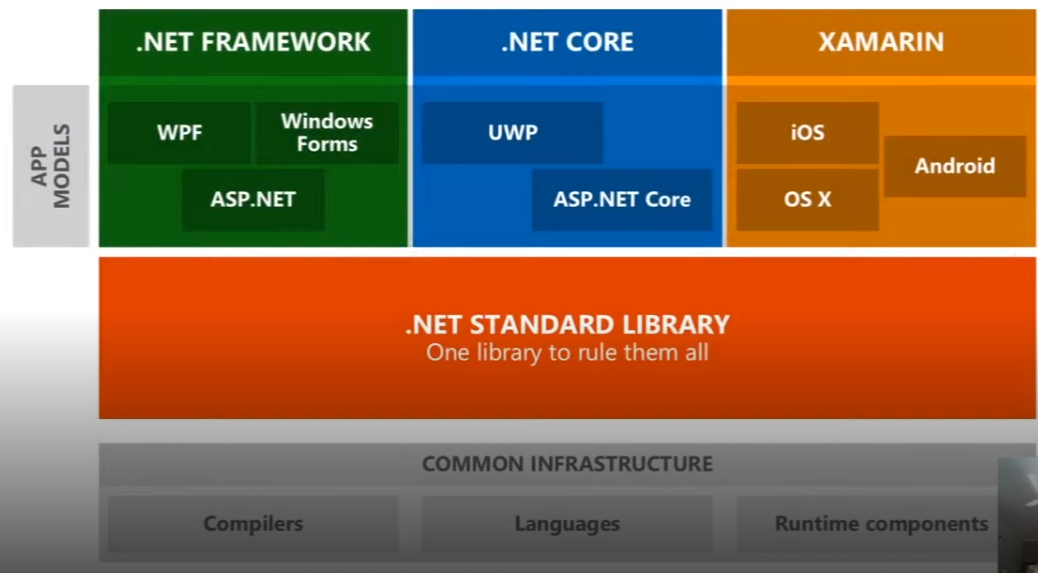 .NET FRAMEWORK
.NET CORE
XAMARIN
APP
MODELS
WPF
Windows
Forms
ASP.NET
UWP
ASP.NET Core
iOS
Android
OS X
.NET STANDARD LIBRARY
One library to rule them all
COMMON INFRASTRUCTURE
Compilers
Languages
Runtime components